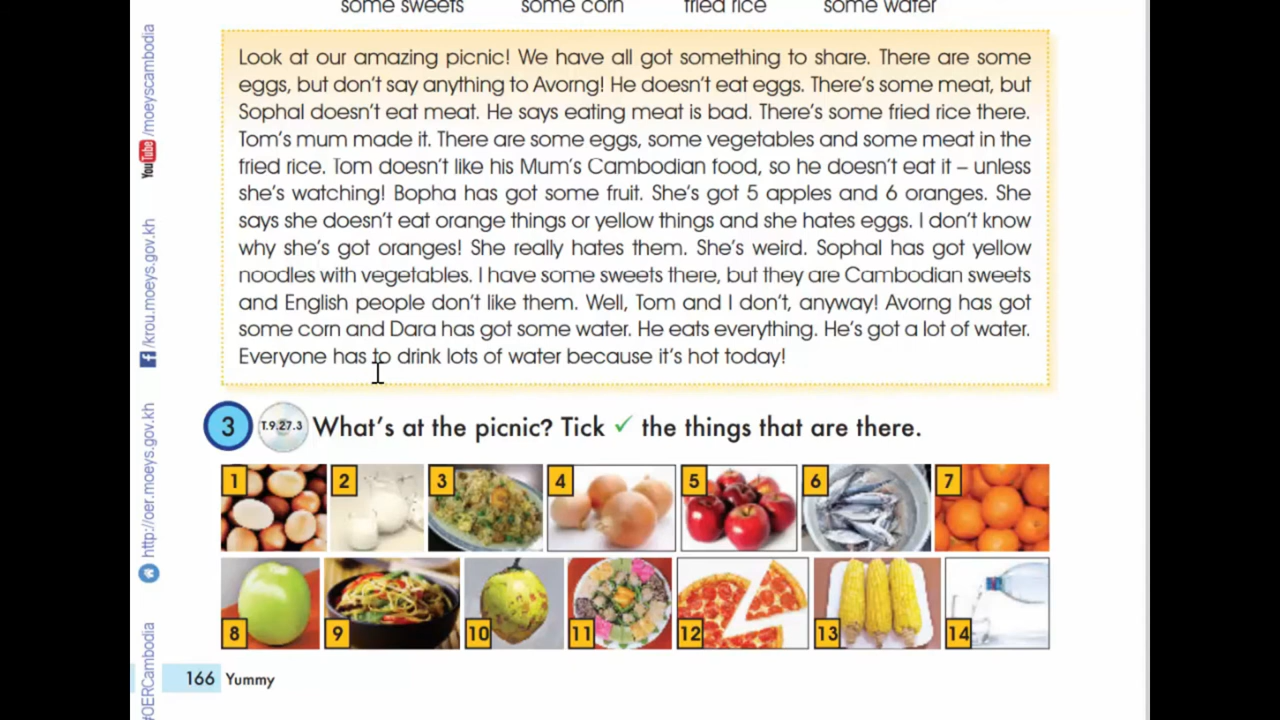 some sweets some corn fried rice some water
Look at our amazing picnic! We have all got something to share. There are some
eggs, but don't say anything to Avorng! He doesn't eat eggs. There's some meat, but
Sophal doesn't eat meat. He says eating meat is bad. There's some fried rice there.
Tom's mum made it. There are some eggs, some vegetables and some meat in the
fried rice. Tom doesn't like his Mum's Cambodian food, so he doesn't eat it – unless
she's watching! Bopha has got some fruit. She's got 5 apples and 6 oranges. She
says she doesn't eat orange things or yellow things and she hates eggs. I don't know
why she's got oranges! She really hates them. She's weird. Sophal has got yellow
noodles with vegetables. I have some sweets there, but they are Cambodian sweets
and English people don't like them. Well, Tom and I don't, anyway! Avorng has got
some corn and Dara has got some water. He eats everything. He's got a lot of water.
Everyone has to drink lots of water because it's hot today!
3 T.9.27.3 What's at the picnic? Tick ✓ the things that are there.
1 2 3 4 5 6 7
8 9 10 11 12 13 14
166 Yummy
YouTube /moeyscambodia
f /krou.moeys.gov.kh
http://oer.moeys.gov.kh
#OERCambodia